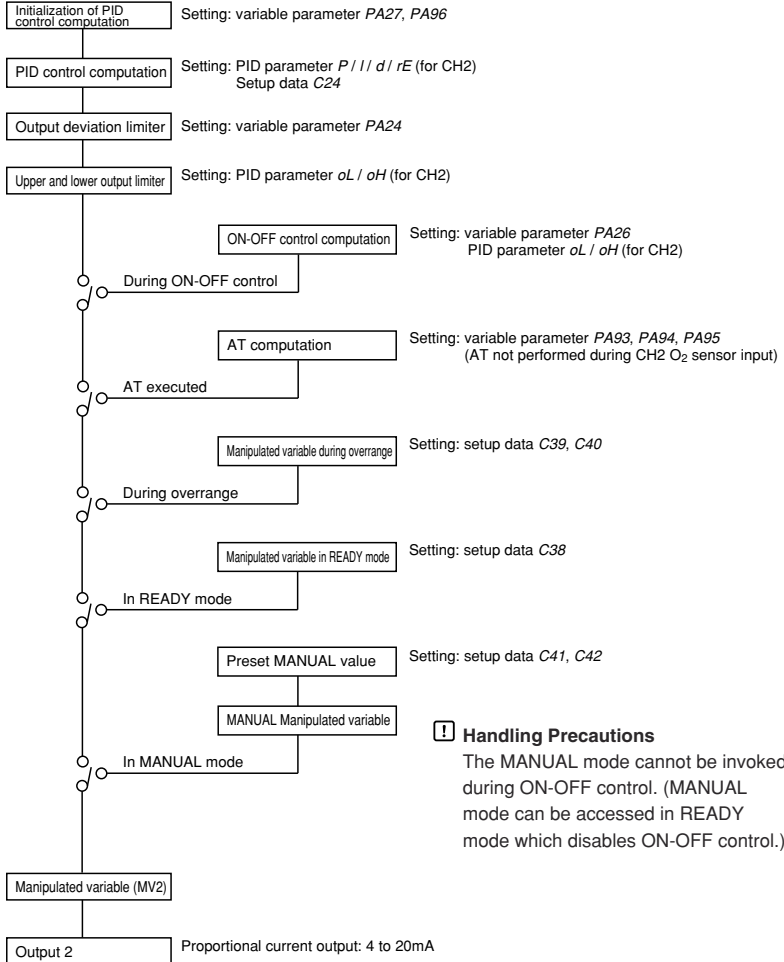 Initialization of PID
control computation
Setting: variable parameter PA27, PA96
PID control computation
Setting: PID parameter P / I / d / rE (for CH2)
Setup data C24
Output deviation limiter
Setting: variable parameter PA24
Upper and lower output limiter
Setting: PID parameter oL / oH (for CH2)
ON-OFF control computation
Setting: variable parameter PA26
PID parameter oL / oH (for CH2)
During ON-OFF control
AT computation
Setting: variable parameter PA93, PA94, PA95
(AT not performed during CH2 O2 sensor input)
AT executed
Manipulated variable during overrange
Setting: setup data C39, C40
During overrange
Manipulated variable in READY mode
Setting: setup data C38
In READY mode
Preset MANUAL value
Setting: setup data C41, C42
MANUAL Manipulated variable
In MANUAL mode
! Handling Precautions
The MANUAL mode cannot be invoked
during ON-OFF control. (MANUAL
mode can be accessed in READY
mode which disables ON-OFF control.)
Manipulated variable (MV2)
Output 2
Proportional current output: 4 to 20mA